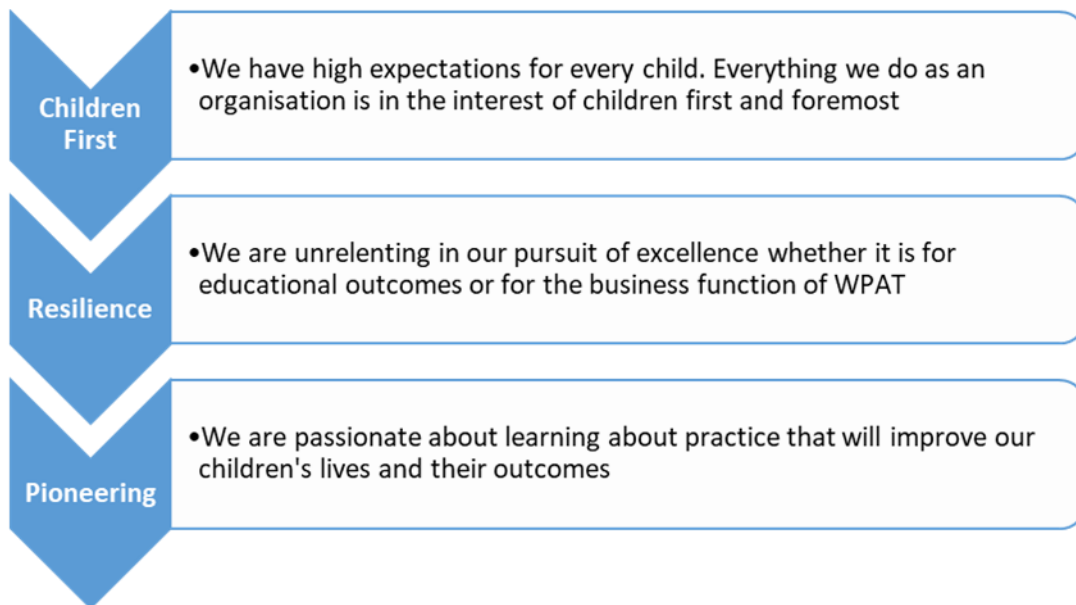 Children
First
•We have high expectations for every child. Everything we do as an
organisation is in the interest of children first and foremost
Resilience
•We are unrelenting in our pursuit of excellence whether it is for
educational outcomes or for the business function of WPAT
Pioneering
•We are passionate about learning about practice that will improve our
children's lives and their outcomes